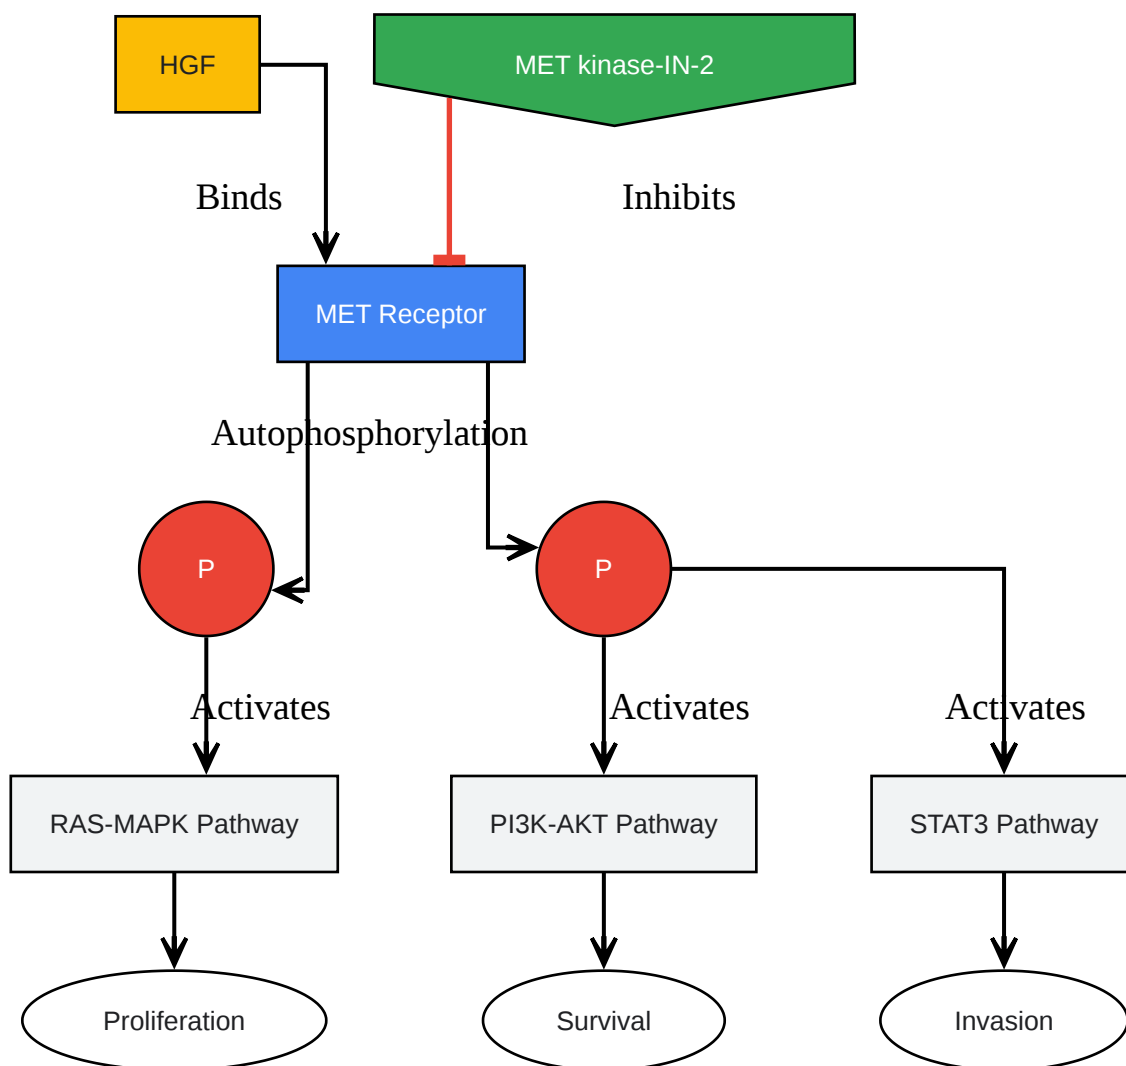 HGF
MET kinase-IN-2
Binds
Inhibits
MET Receptor
Autophosphorylation
P
P
Activates
Activates
Activates
RAS-MAPK Pathway
PI3K-AKT Pathway
STAT3 Pathway
Proliferation
Survival
Invasion